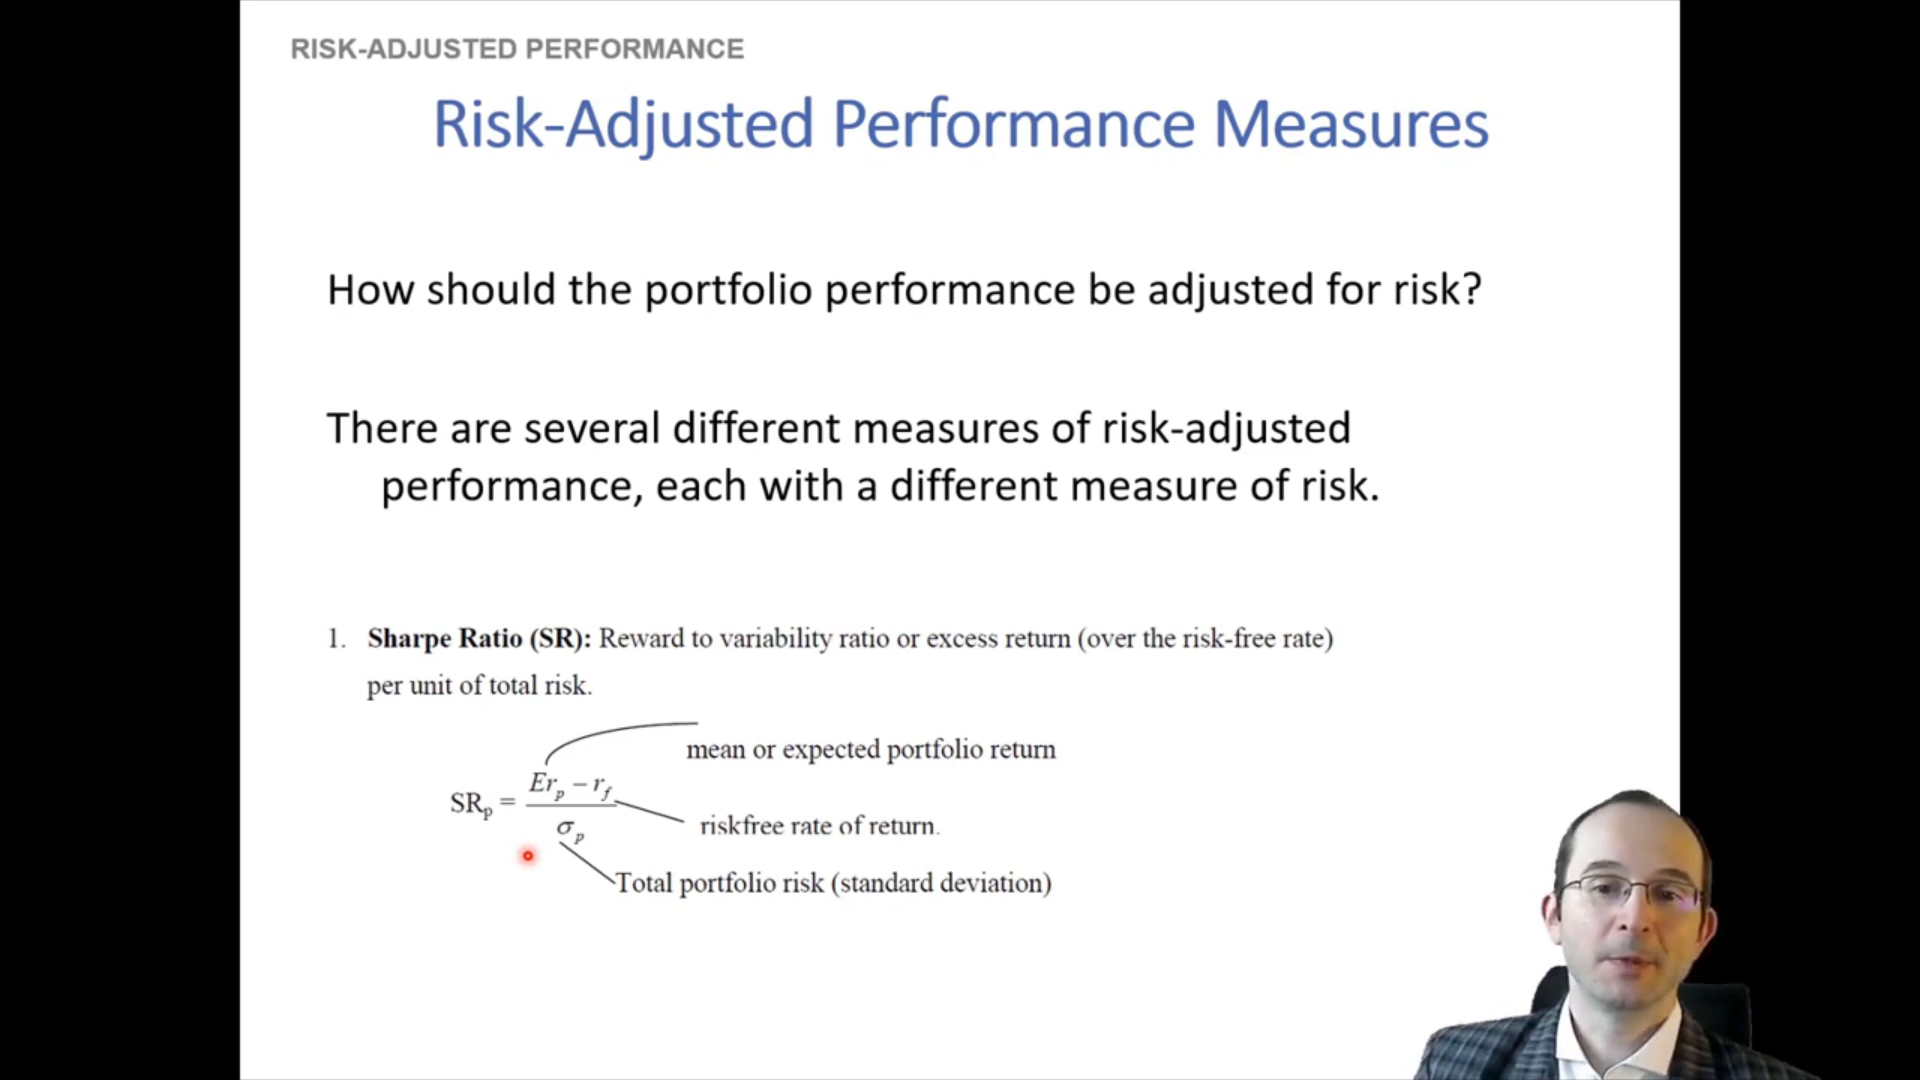 RISK-ADJUSTED PERFORMANCE
Risk-Adjusted Performance Measures
How should the portfolio performance be adjusted for risk?
There are several different measures of risk-adjusted
performance, each with a different measure of risk.
1. Sharpe Ratio (SR): Reward to variability ratio or excess return (over the risk-free rate)
per unit of total risk.
mean or expected portfolio return
SRp = (Erp − rf) / σp
riskfree rate of return.
Total portfolio risk (standard deviation)